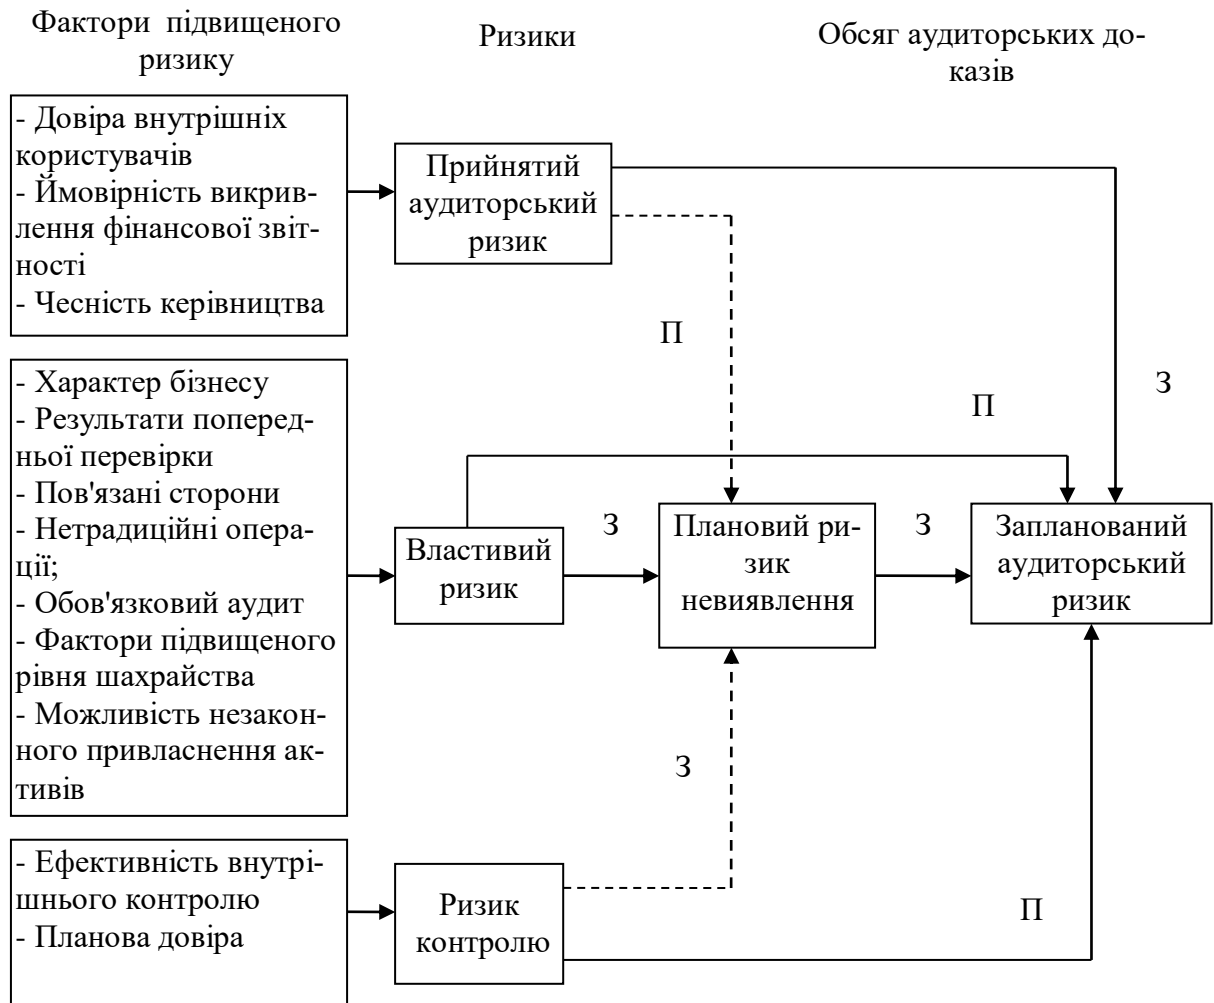 Фактори підвищеного
ризику
Ризики
Обсяг аудиторських до-
казів
- Довіра внутрішніх
користувачів
- Ймовірність викрив-
лення фінансової звіт-
ності
- Чесність керівництва
Прийнятий
аудиторський
ризик
П
З
П
- Характер бізнесу
- Результати поперед-
ньої перевірки
- Пов'язані сторони
- Нетрадиційні опера-
ції;
- Обов'язковий аудит
- Фактори підвищеного
рівня шахрайства
- Можливість незакон-
ного привласнення ак-
тивів
Властивий
ризик
З
Плановий ри-
зик
невиявлення
З
Запланований
аудиторський
ризик
З
П
- Ефективність внутрі-
шнього контролю
- Планова довіра
Ризик
контролю